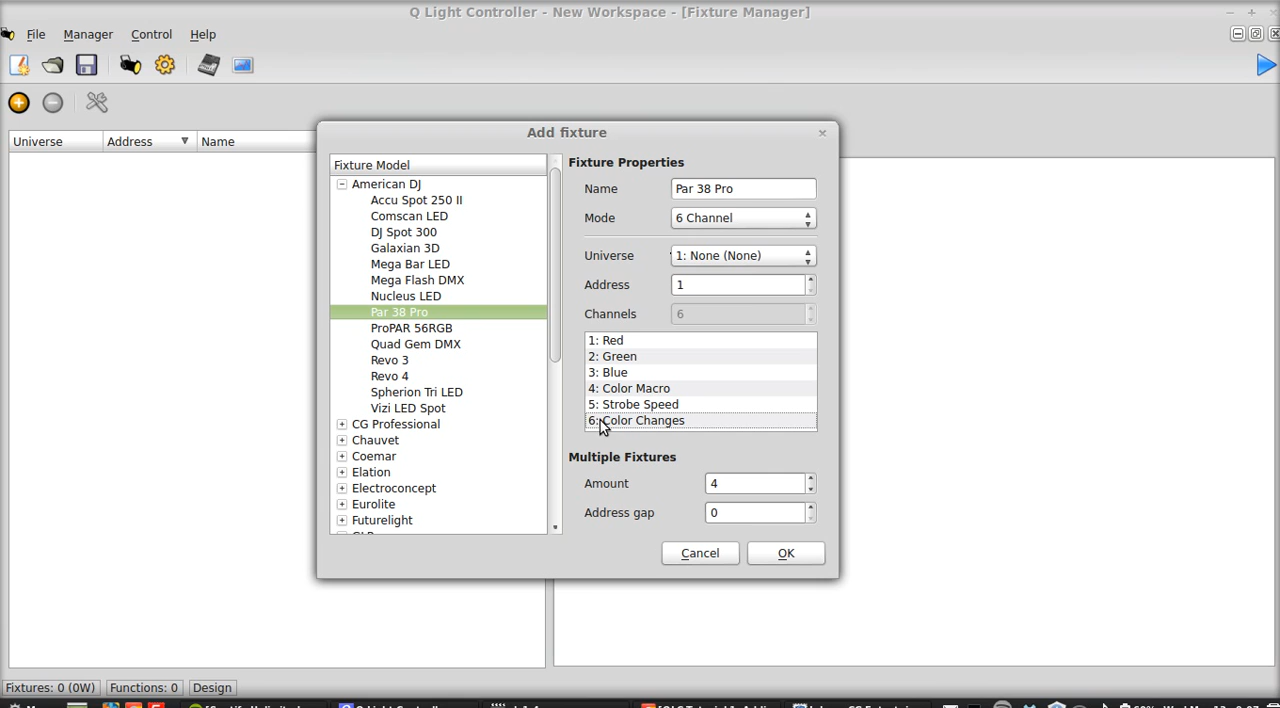 Q Light Controller - New Workspace - [Fixture Manager]
File Manager Control Help
Universe Address Name
Add fixture
Fixture Model
American DJ
Accu Spot 250 II
Comscan LED
DJ Spot 300
Galaxian 3D
Mega Bar LED
Mega Flash DMX
Nucleus LED
Par 38 Pro
ProPAR 56RGB
Quad Gem DMX
Revo 3
Revo 4
Spherion Tri LED
Vizi LED Spot
CG Professional
Chauvet
Coemar
Elation
Electroconcept
Eurolite
Futurelight
Fixture Properties
Name Par 38 Pro
Mode 6 Channel
Universe 1: None (None)
Address 1
Channels 6
1: Red
2: Green
3: Blue
4: Color Macro
5: Strobe Speed
6: Color Changes
Multiple Fixtures
Amount 4
Address gap 0
Cancel OK
Fixtures: 0 (0W) Functions: 0 Design